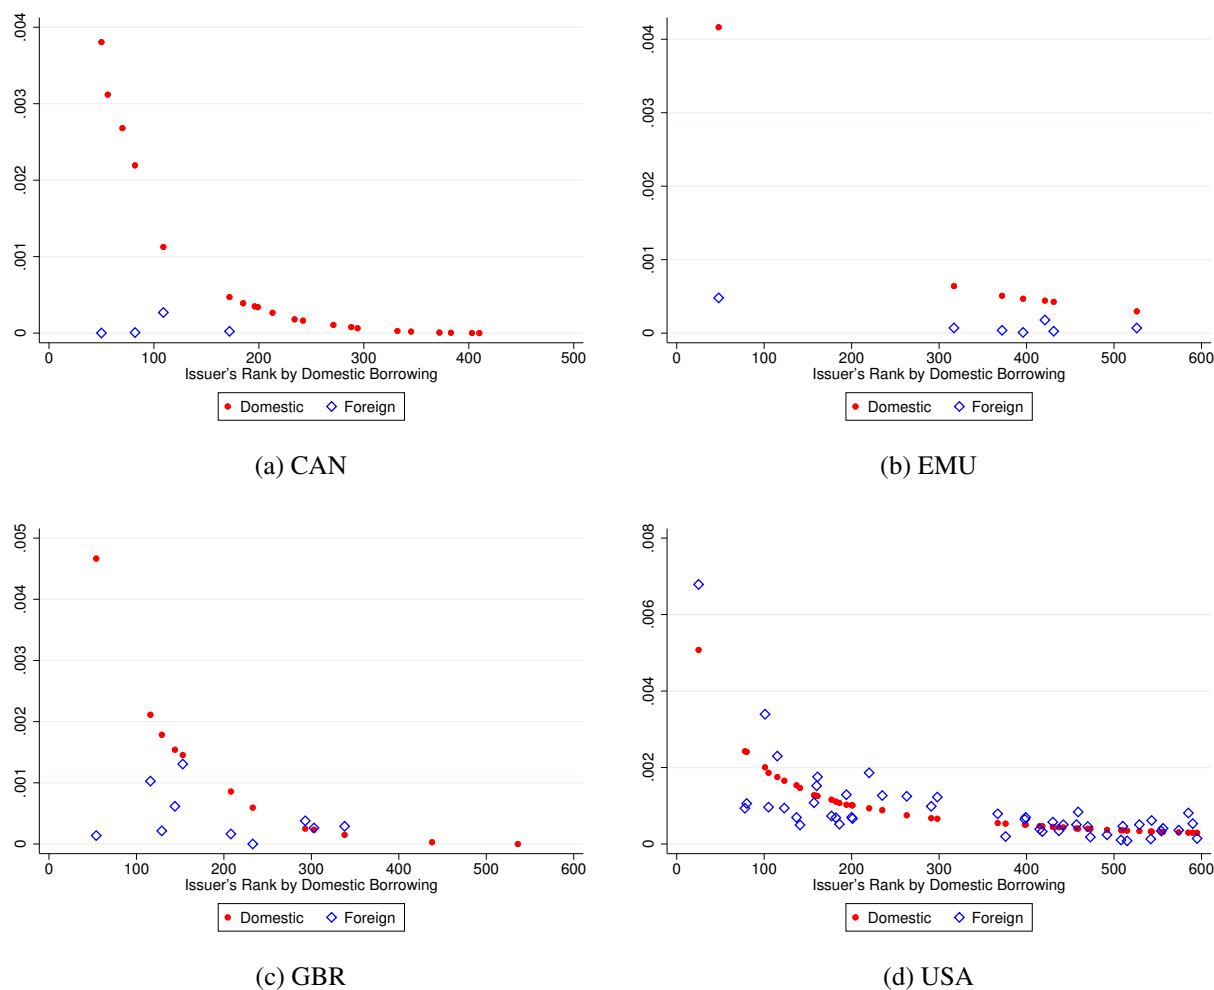 .004
.003
.002
.001
0
0 100 200 300 400 500
Issuer's Rank by Domestic Borrowing
Domestic Foreign
(a) CAN
.004
.003
.002
.001
0
0 100 200 300 400 500 600
Issuer's Rank by Domestic Borrowing
Domestic Foreign
(b) EMU
.005
.004
.003
.002
.001
0
0 100 200 300 400 500 600
Issuer's Rank by Domestic Borrowing
Domestic Foreign
(c) GBR
.008
.006
.004
.002
0
0 100 200 300 400 500 600
Issuer's Rank by Domestic Borrowing
Domestic Foreign
(d) USA